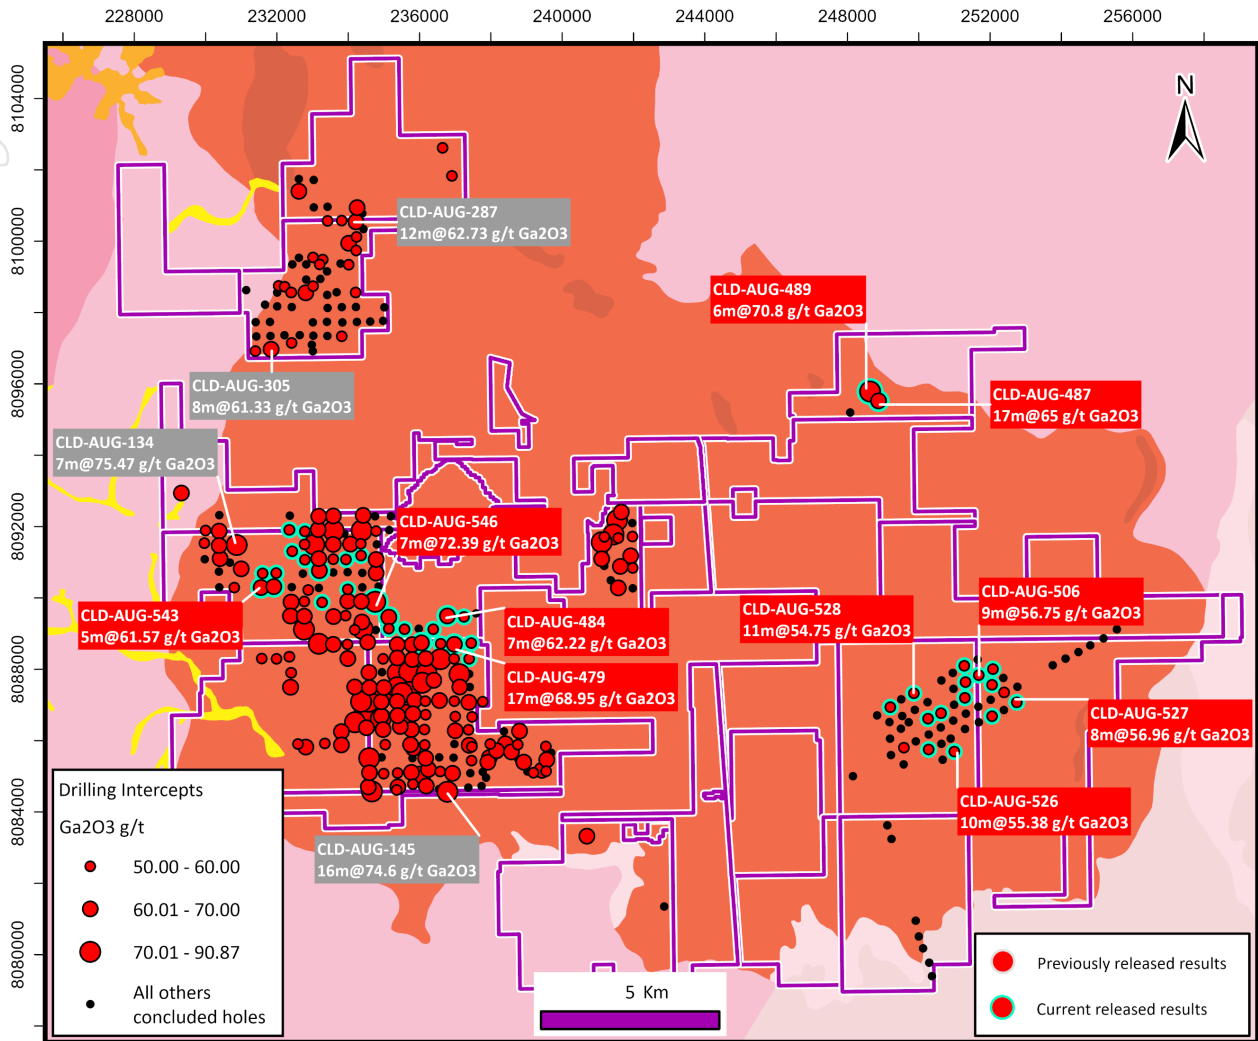 228000 232000 236000 240000 244000 248000 252000 256000
8104000
8100000
8096000
8092000
8088000
8084000
8080000
N
CLD-AUG-287
12m@62.73 g/t Ga2O3
CLD-AUG-489
6m@70.8 g/t Ga2O3
CLD-AUG-305
8m@61.33 g/t Ga2O3
CLD-AUG-487
17m@65 g/t Ga2O3
CLD-AUG-134
7m@75.47 g/t Ga2O3
CLD-AUG-546
7m@72.39 g/t Ga2O3
CLD-AUG-543
5m@61.57 g/t Ga2O3
CLD-AUG-484
7m@62.22 g/t Ga2O3
CLD-AUG-528
11m@54.75 g/t Ga2O3
CLD-AUG-506
9m@56.75 g/t Ga2O3
CLD-AUG-479
17m@68.95 g/t Ga2O3
CLD-AUG-527
8m@56.96 g/t Ga2O3
CLD-AUG-526
10m@55.38 g/t Ga2O3
CLD-AUG-145
16m@74.6 g/t Ga2O3
Drilling Intercepts
Ga2O3 g/t
50.00 - 60.00
60.01 - 70.00
70.01 - 90.87
All others
concluded holes
5 Km
Previously released results
Current released results